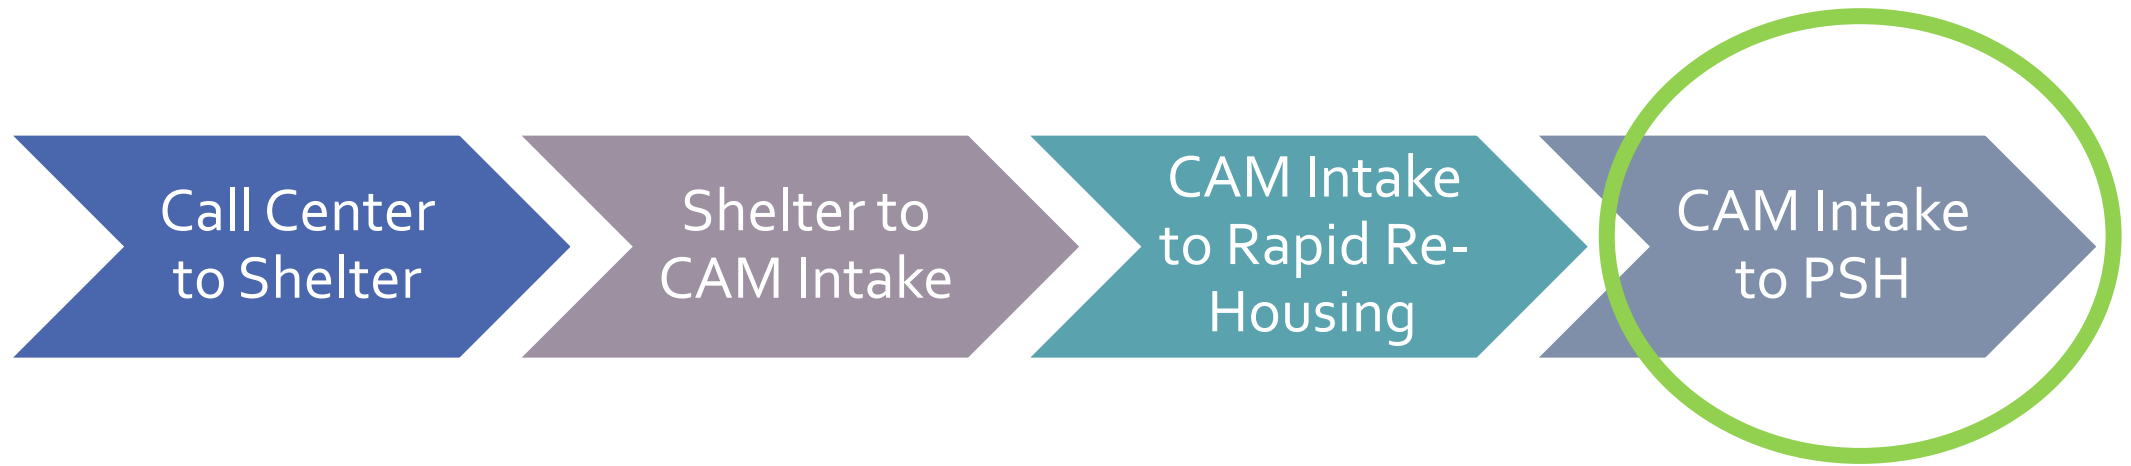 Call Center
to Shelter
Shelter to
CAM Intake
CAM Intake
to Rapid Re-
Housing
CAM Intake
to PSH